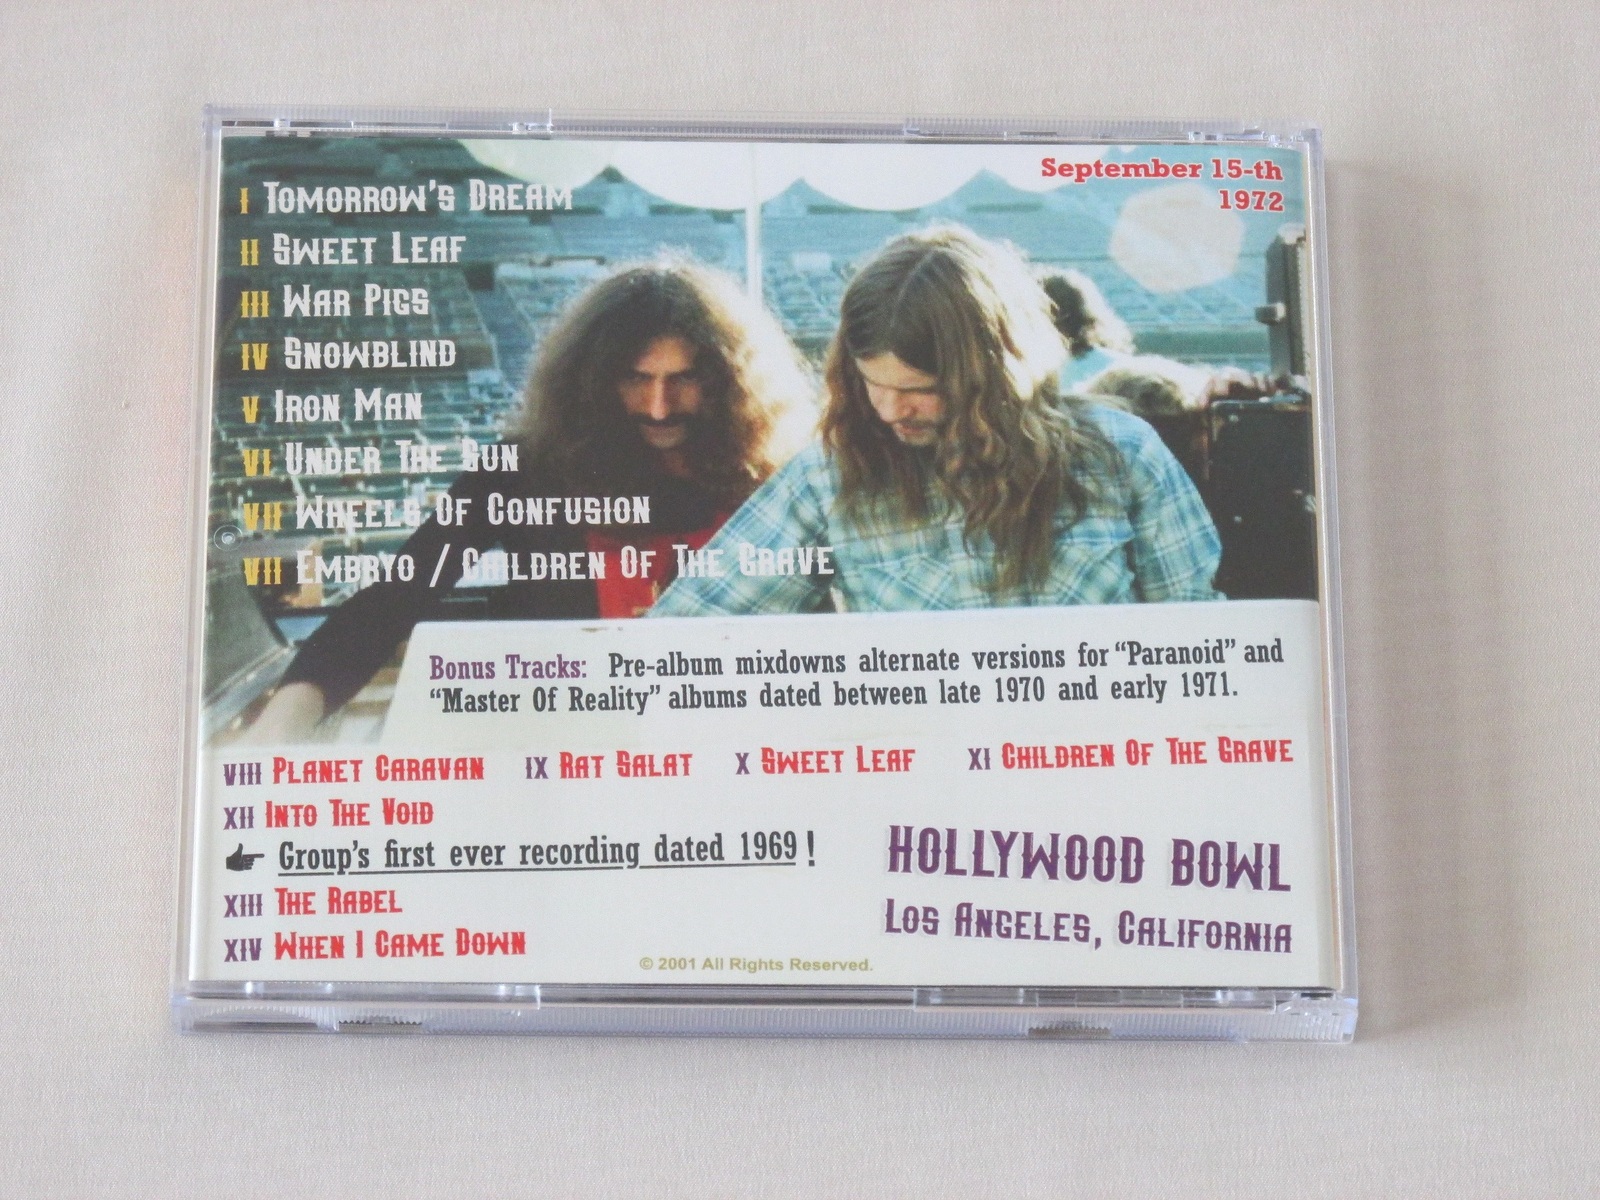 September 15-th
1972
I Tomorrow's Dream
II Sweet Leaf
III War Pigs
IV Snowblind
V Iron Man
VI Under The Sun
VII Wheels Of Confusion
VII Embryo / Children Of The Grave
Bonus Tracks: Pre-album mixdowns alternate versions for “Paranoid” and
“Master Of Reality” albums dated between late 1970 and early 1971.
VIII Planet Caravan IX Rat Salat X Sweet Leaf XI Children Of The Grave
XII Into The Void
Group's first ever recording dated 1969 !
XIII The Rabel
XIV When I Came Down
Hollywood Bowl
Los Angeles, California
© 2001 All Rights Reserved.